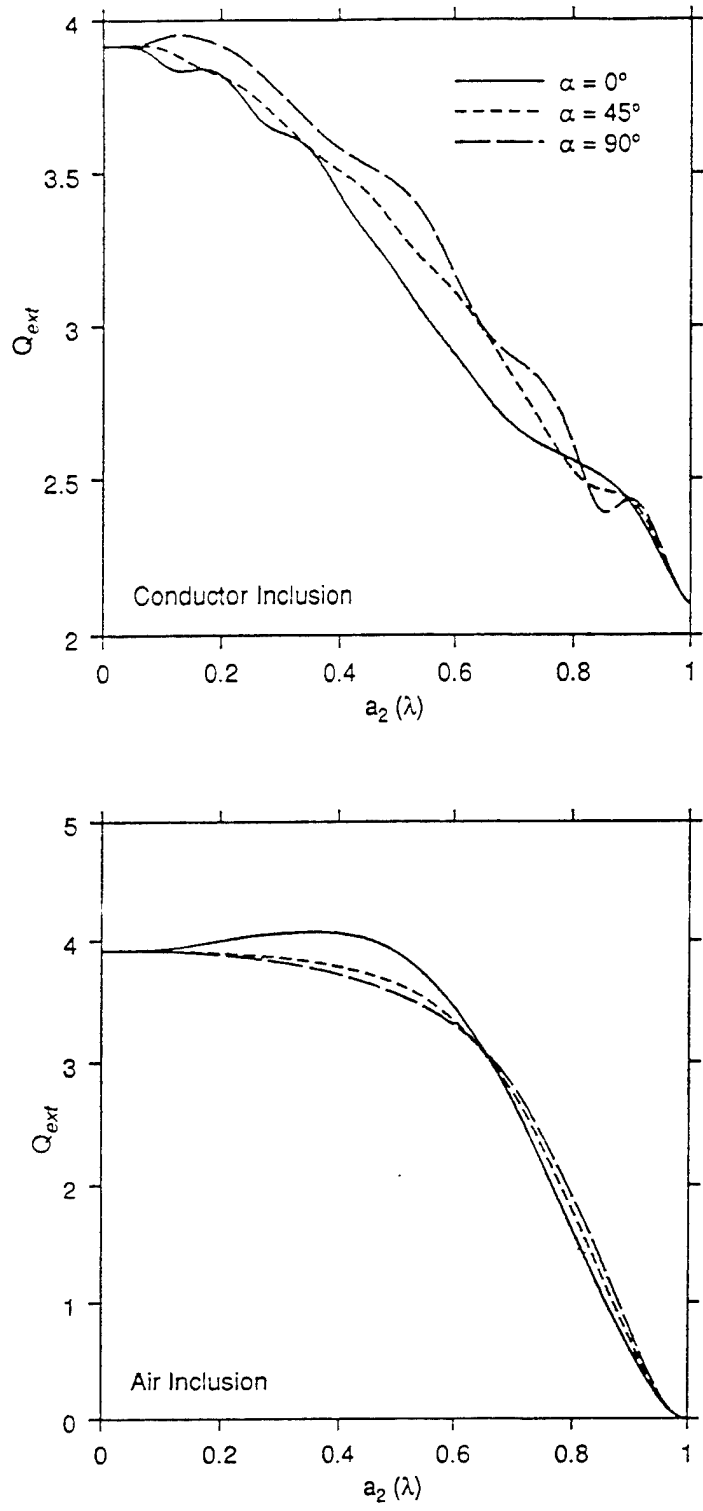 4
3.5
3
2.5
2
Q_ext
α = 0°
α = 45°
α = 90°
Conductor Inclusion
0 0.2 0.4 0.6 0.8 1
a₂ (λ)
5
4
3
2
1
0
Q_ext
Air Inclusion
0 0.2 0.4 0.6 0.8 1
a₂ (λ)